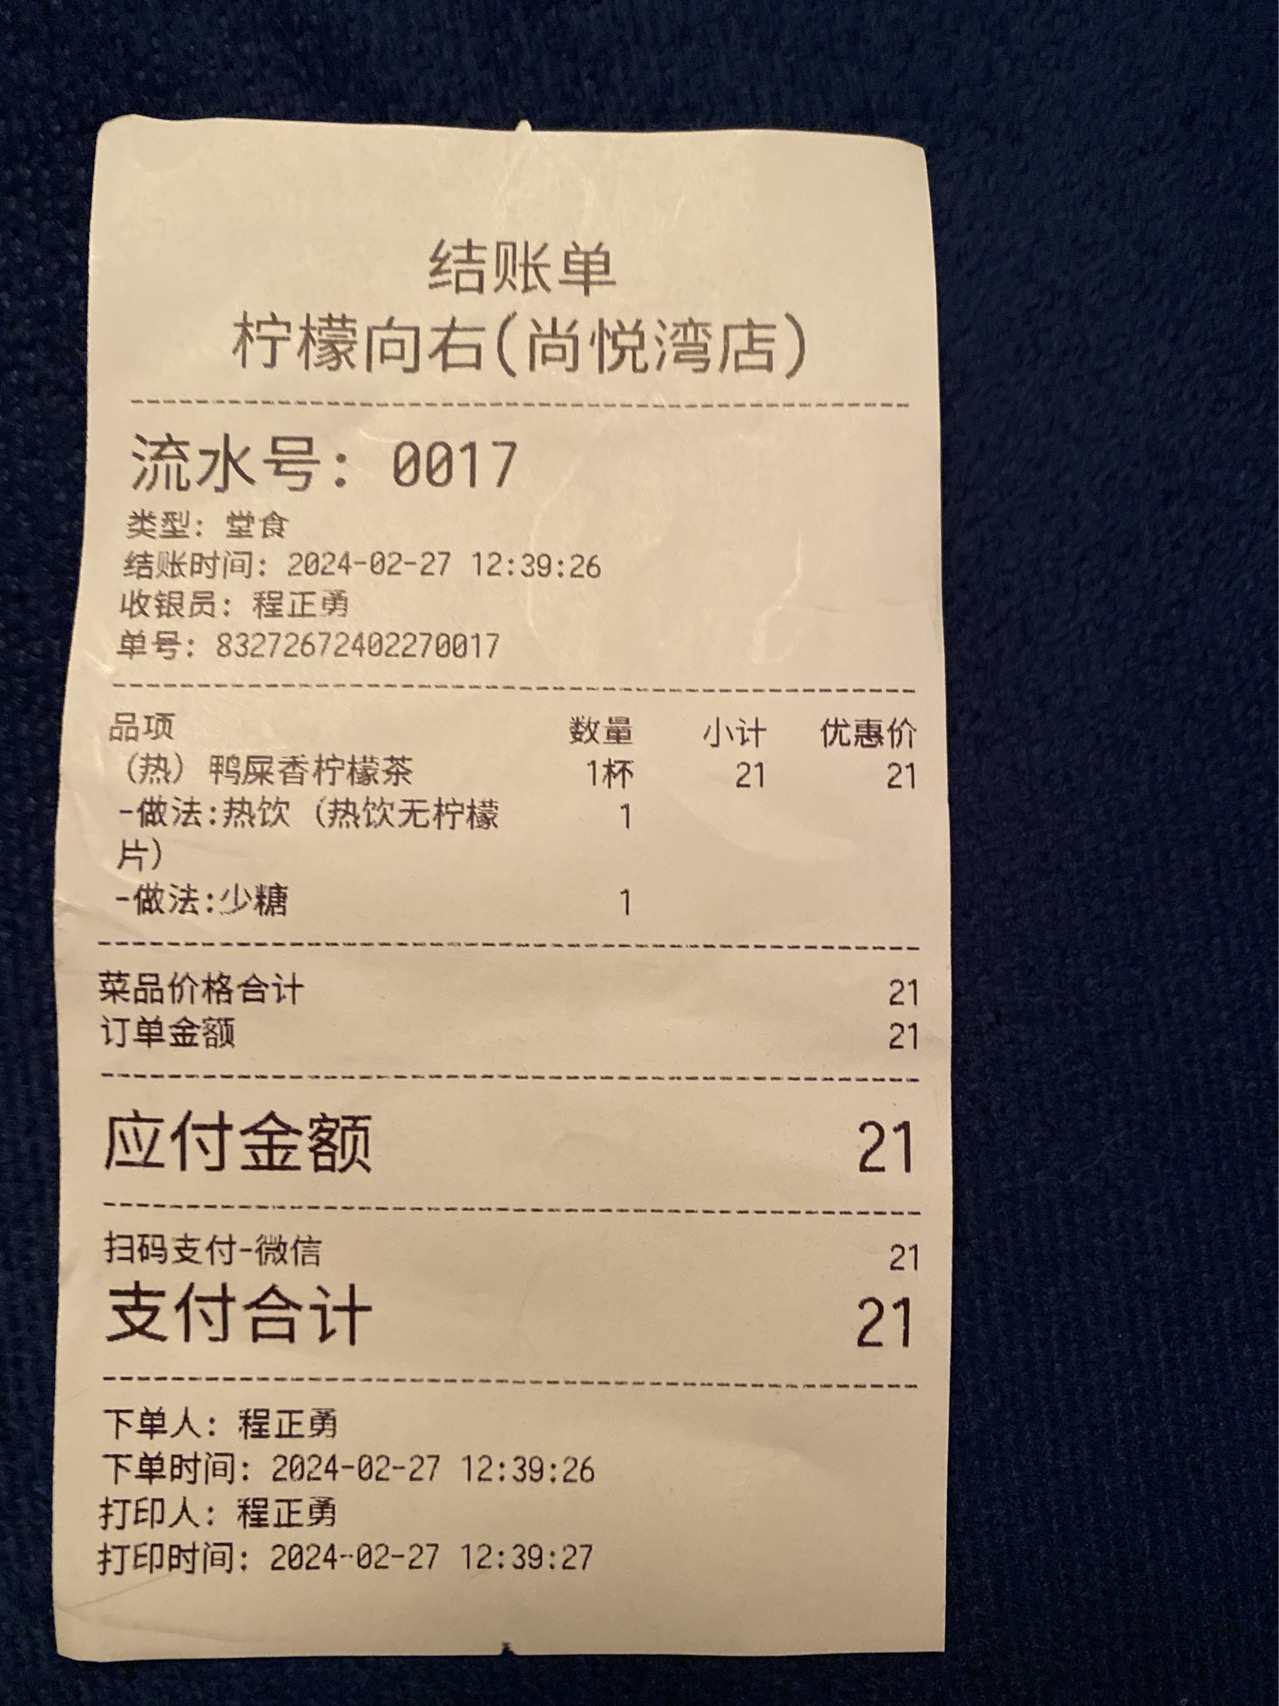 结账单
柠檬向右(尚悦湾店)
流水号: 0017
类型: 堂食
结账时间: 2024-02-27 12:39:26
收银员: 程正勇
单号: 83272672402270017
品项 数量 小计 优惠价
(热) 鸭屎香柠檬茶 1杯 21 21
-做法:热饮 (热饮无柠檬 1
片)
-做法:少糖 1
菜品价格合计 21
订单金额 21
应付金额 21
扫码支付-微信 21
支付合计 21
下单人: 程正勇
下单时间: 2024-02-27 12:39:26
打印人: 程正勇
打印时间: 2024-02-27 12:39:27